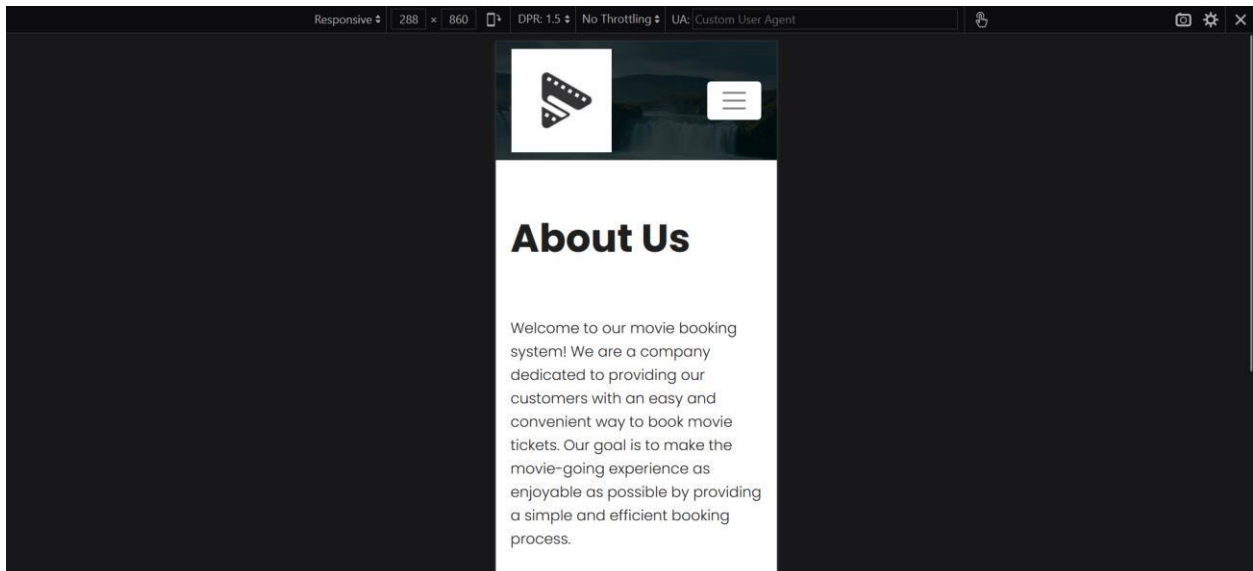 Responsive 288 × 860 DPR: 1.5 No Throttling UA: Custom User Agent
About Us
Welcome to our movie booking
system! We are a company
dedicated to providing our
customers with an easy and
convenient way to book movie
tickets. Our goal is to make the
movie-going experience as
enjoyable as possible by providing
a simple and efficient booking
process.